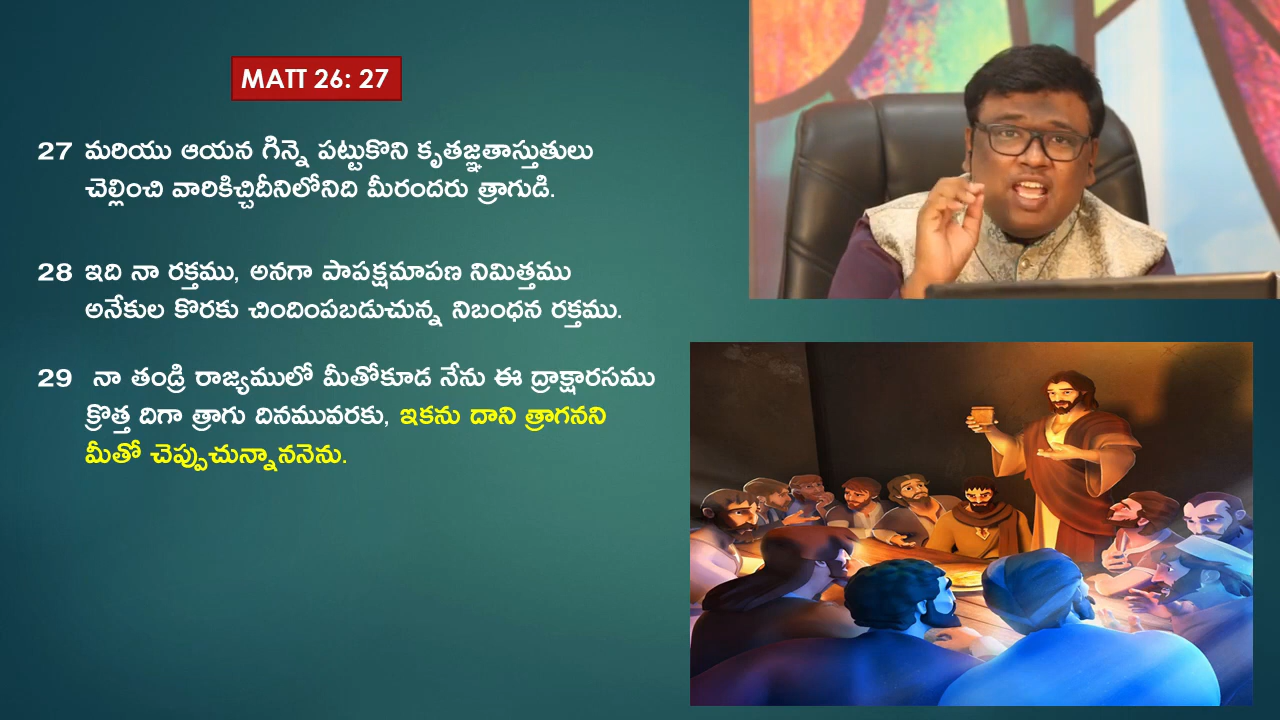 MATT 26: 27
27 మరియు ఆయన గిన్నె పట్టుకొని కృతజ్ఞతాస్తుతులు
చెల్లించి వారికిచ్చిదీనిలోనిది మీరందరు త్రాగుడి.
28 ఇది నా రక్తము, అనగా పాపక్షమాపణ నిమిత్తము
అనేకుల కొరకు చిందింపబడుచున్న నిబంధన రక్తము.
29 నా తండ్రి రాజ్యములో మీతోకూడ నేను ఈ ద్రాక్షారసము
క్రొత్త దిగా త్రాగు దినమువరకు, ఇకను దాని త్రాగనని
మీతో చెప్పుచున్నాననెను.